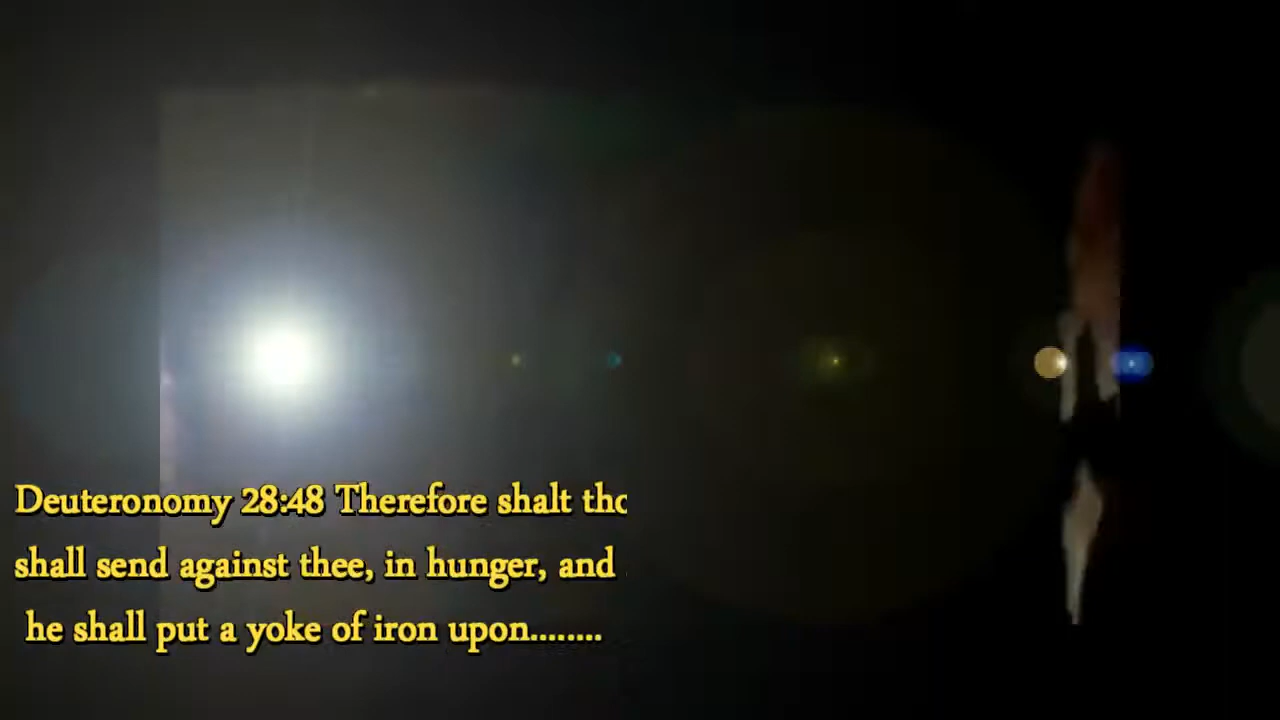 Deuteronomy 28:48 Therefore shalt
shall send against thee, in hunger, and
he shall put a yoke of iron upon........